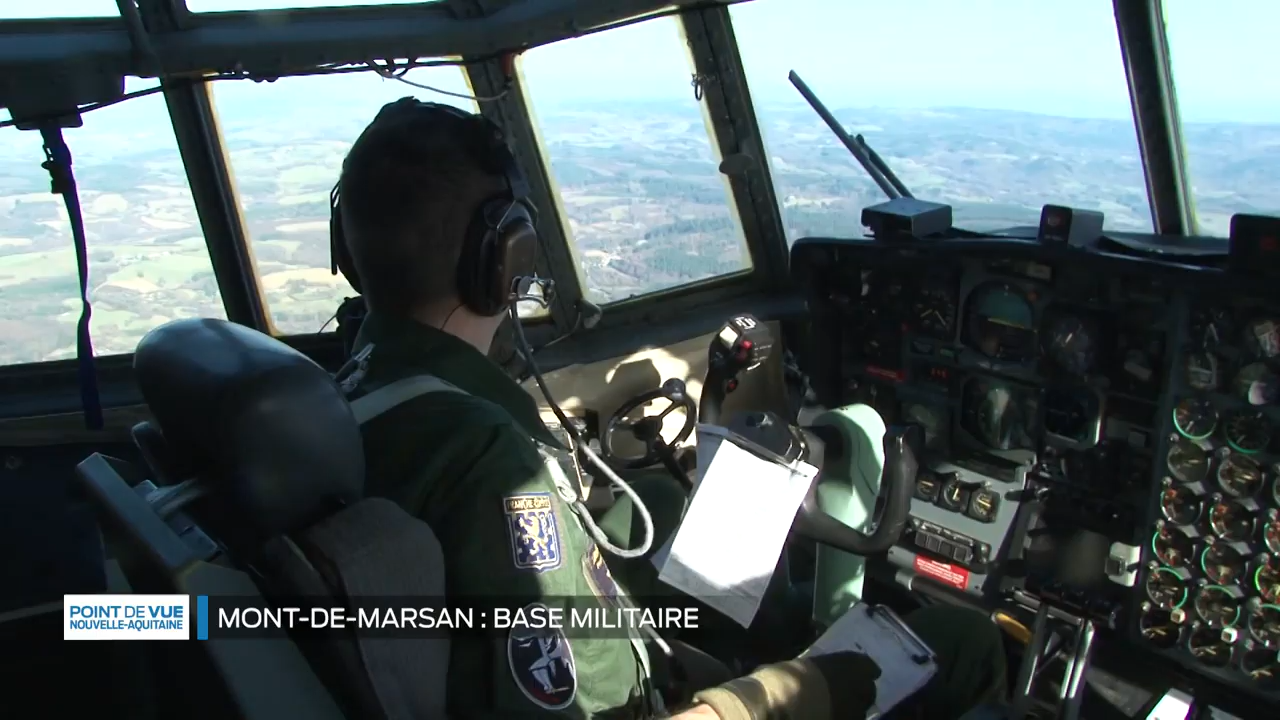 POINT DE VUE
NOUVELLE-AQUITAINE
MONT-DE-MARSAN : BASE MILITAIRE